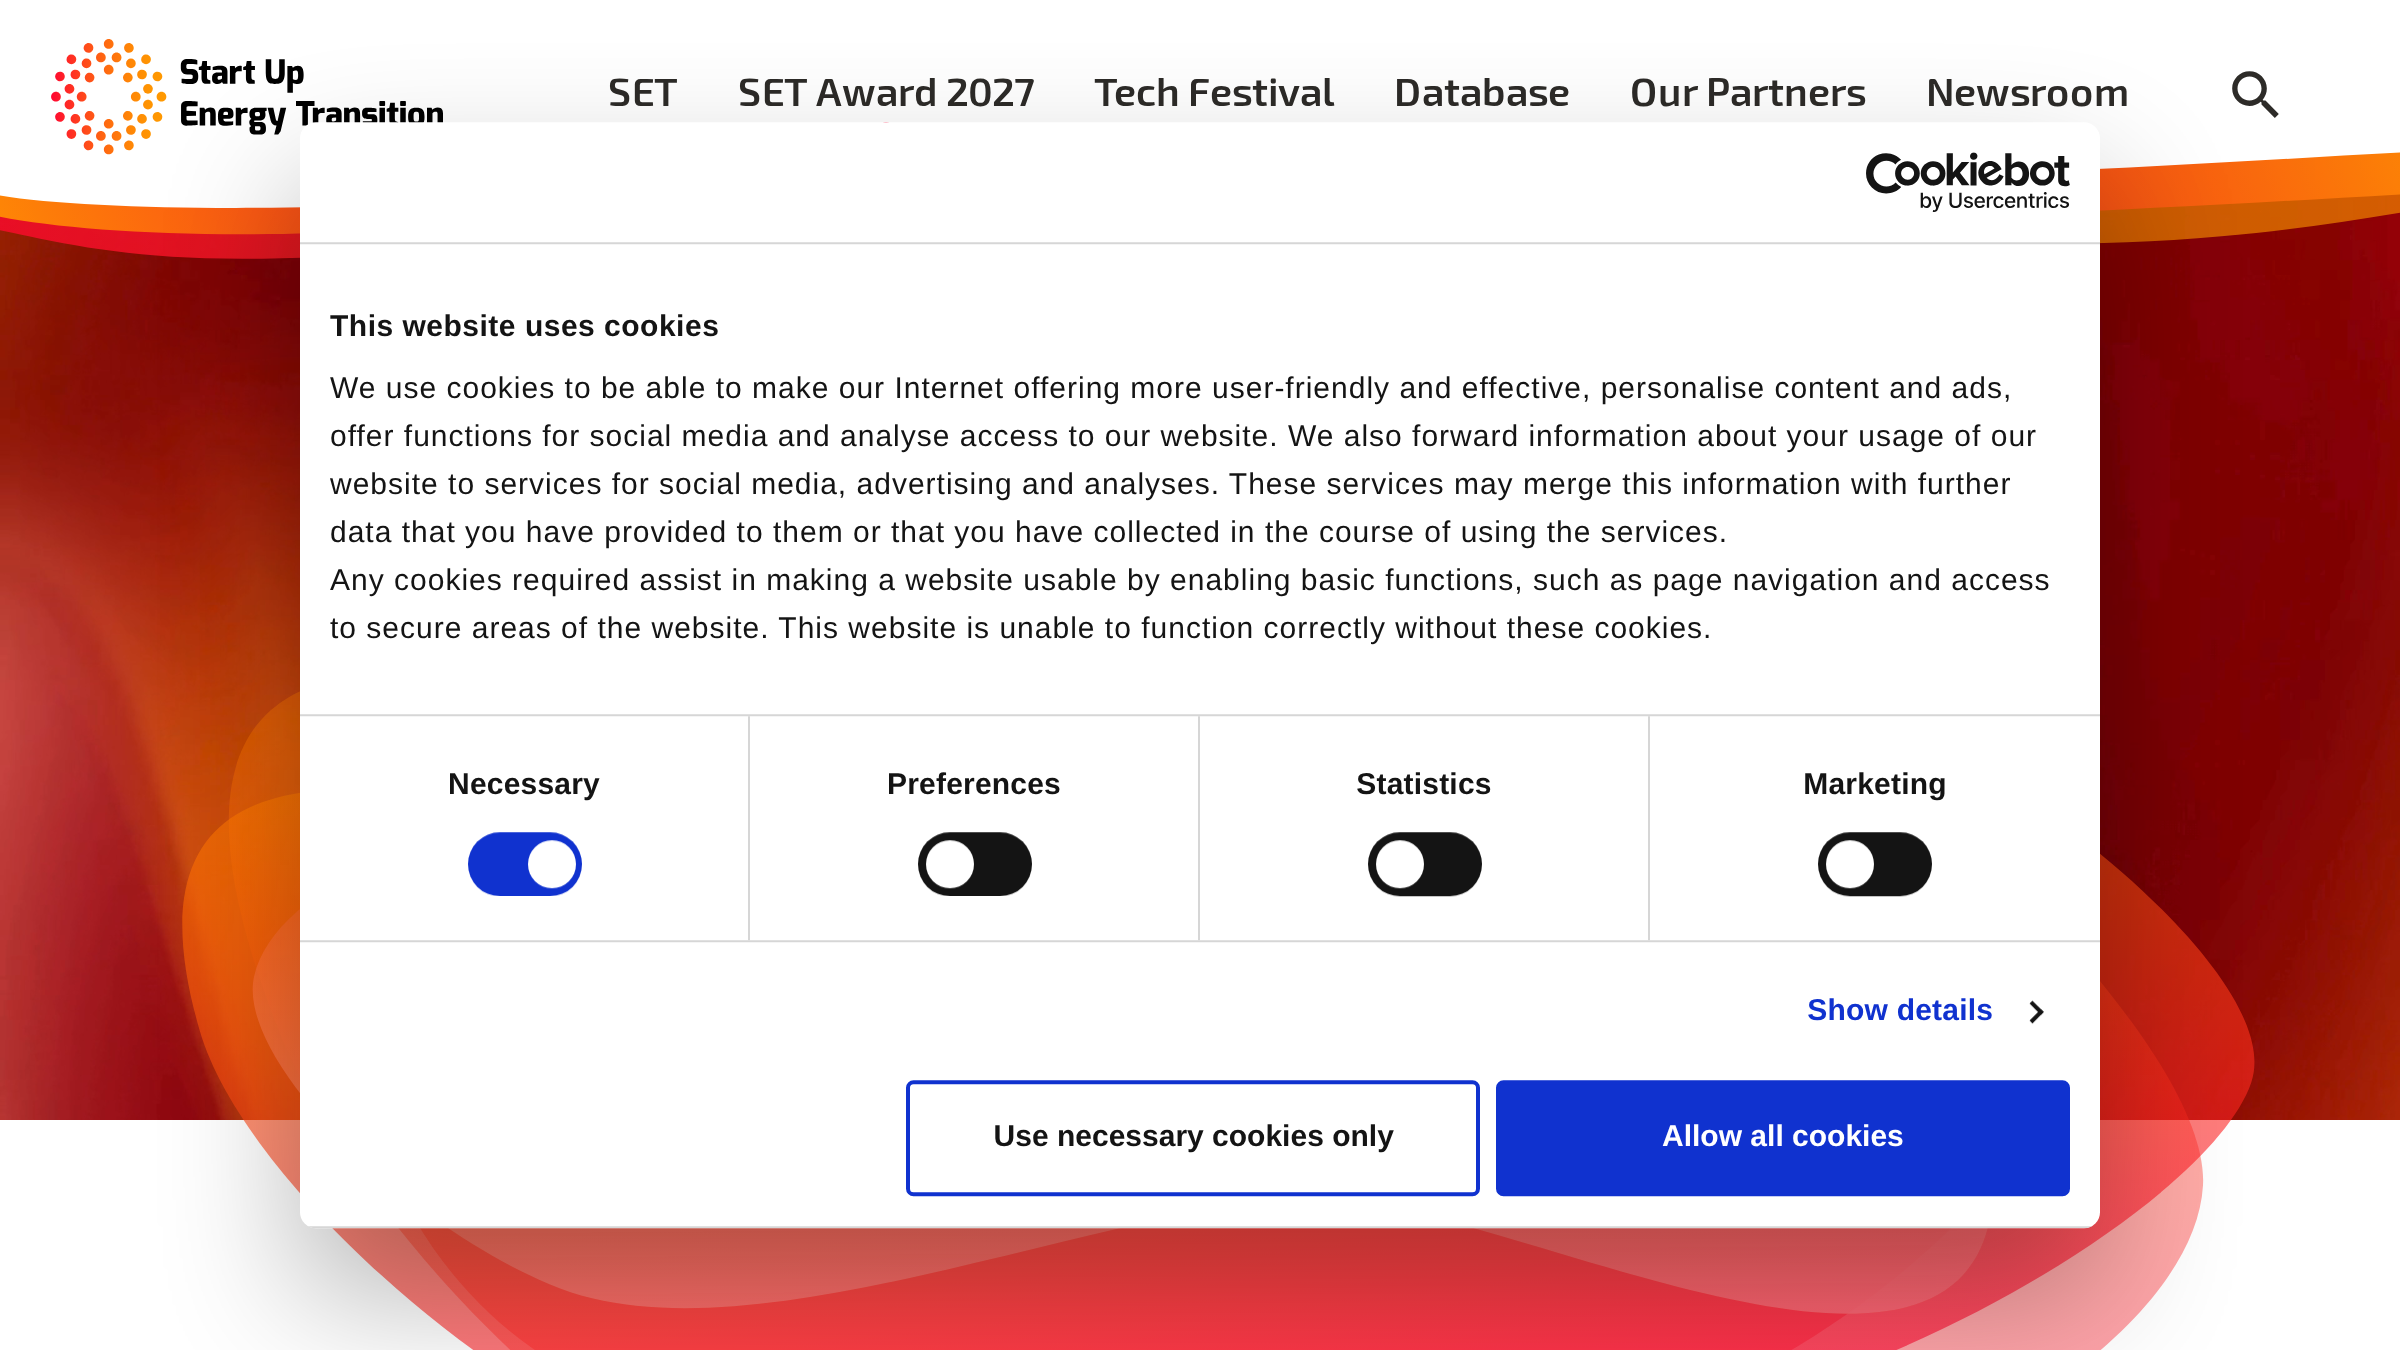 Start Up
Energy Transition
SET
SET Award 2027
Tech Festival
Database
Our Partners
Newsroom
Cookiebot
by Usercentrics
This website uses cookies
We use cookies to be able to make our Internet offering more user-friendly and effective, personalise content and ads,
offer functions for social media and analyse access to our website. We also forward information about your usage of our
website to services for social media, advertising and analyses. These services may merge this information with further
data that you have provided to them or that you have collected in the course of using the services.
Any cookies required assist in making a website usable by enabling basic functions, such as page navigation and access
to secure areas of the website. This website is unable to function correctly without these cookies.
Necessary
Preferences
Statistics
Marketing
Show details
Use necessary cookies only
Allow all cookies